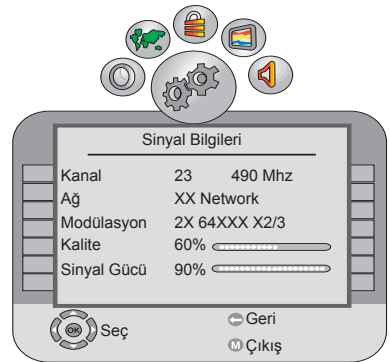 Sinyal Bilgileri
Kanal 23 490 Mhz
Ağ XX Network
Modülasyon 2X 64XXX X2/3
Kalite 60%
Sinyal Gücü 90%
OK Seç
Geri
M Çıkış